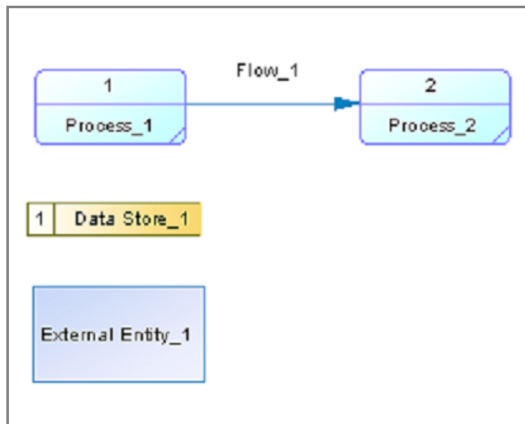 Flow_1
1
2
Process_1
Process_2
1 Data Store_1
External Entity_1